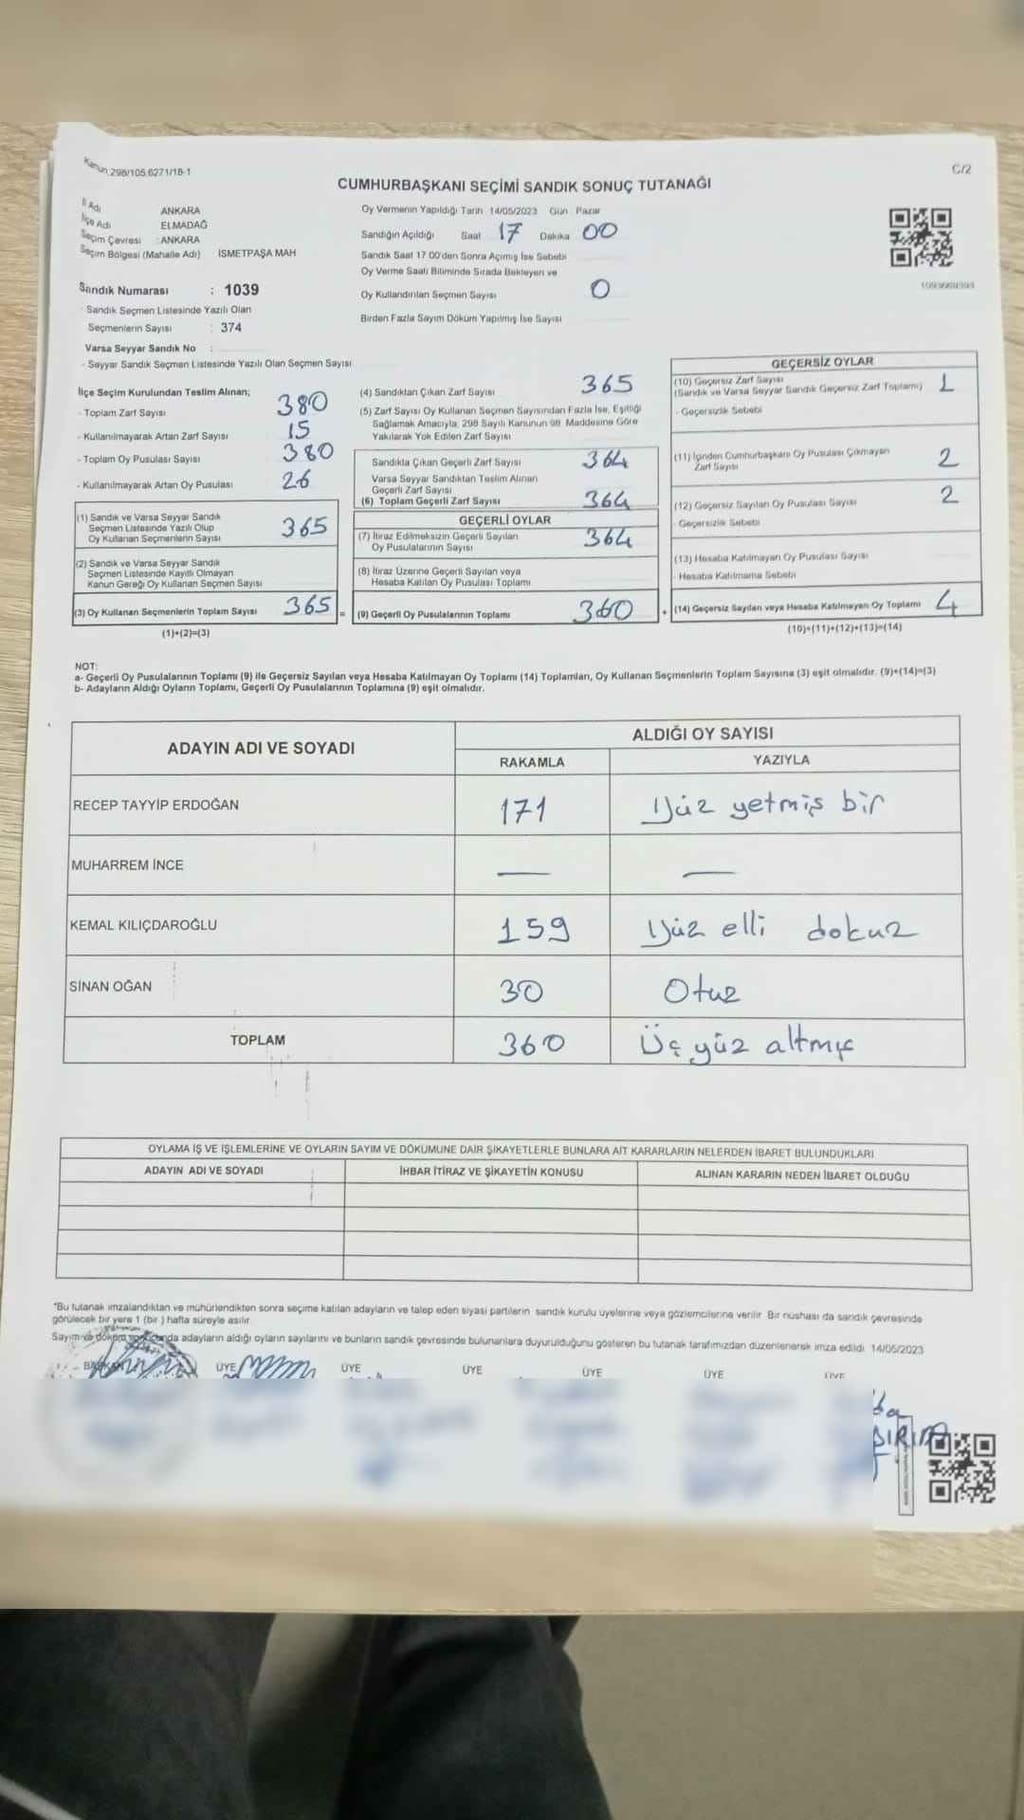 Kanun 298/105,6271/18-1
C/2
CUMHURBAŞKANI SEÇİMİ SANDIK SONUÇ TUTANAĞI
İl Adı ANKARA
İlçe Adı ELMADAĞ
Seçim Çevresi : ANKARA
Seçim Bölgesi (Mahalle Adı) İSMETPAŞA MAH
Oy Vermenin Yapıldığı Tarih 14/05/2023 Gün Pazar
Sandığın Açıldığı Saat 17 Dakika 00
Sandık Saat 17 00'den Sonra Açılmış İse Sebebi
Oy Verme Saati Bitiminde Sırada Bekleyen ve
Oy Kullandırılan Seçmen Sayısı 0
Birden Fazla Sayım Döküm Yapılmış İse Sayısı
Sandık Numarası : 1039
Sandık Seçmen Listesinde Yazılı Olan
Seçmenlerin Sayısı : 374
Varsa Seyyar Sandık No :
- Seyyar Sandık Seçmen Listesinde Yazılı Olan Seçmen Sayısı
İlçe Seçim Kurulundan Teslim Alınan;
- Toplam Zarf Sayısı 380
- Kullanılmayarak Artan Zarf Sayısı 15
- Toplam Oy Pusulası Sayısı 380
- Kullanılmayarak Artan Oy Pusulası 26
(1) Sandık ve Varsa Seyyar Sandık
Seçmen Listesinde Yazılı Olup
Oy Kullanan Seçmenlerin Sayısı 365
(2) Sandık ve Varsa Seyyar Sandık
Seçmen Listesinde Kayıtlı Olmayan
Kanun Gereği Oy Kullanan Seçmen Sayısı
(3) Oy Kullanan Seçmenlerin Toplam Sayısı 365 =
(1)+(2)=(3)
(4) Sandıktan Çıkan Zarf Sayısı 365
(5) Zarf Sayısı Oy Kullanan Seçmen Sayısından Fazla İse, Eşitliği
Sağlamak Amacıyla, 298 Sayılı Kanunun 98 Maddesine Göre
Yakılarak Yok Edilen Zarf Sayısı
Sandıkta Çıkan Geçerli Zarf Sayısı 364
Varsa Seyyar Sandıktan Teslim Alınan
Geçerli Zarf Sayısı
(6) Toplam Geçerli Zarf Sayısı 364
GEÇERLİ OYLAR
(7) İtiraz Edilmeksizin Geçerli Sayılan
Oy Pusulalarının Sayısı 364
(8) İtiraz Üzerine Geçerli Sayılan veya
Hesaba Katılan Oy Pusulası Toplamı
(9) Geçerli Oy Pusulalarının Toplamı 360 +
GEÇERSİZ OYLAR
(10) Geçersiz Zarf Sayısı 1
(Sandık ve Varsa Seyyar Sandık Geçersiz Zarf Toplamı)
- Geçersizlik Sebebi
(11) İçinden Cumhurbaşkanı Oy Pusulası Çıkmayan
Zarf Sayısı 2
(12) Geçersiz Sayılan Oy Pusulası Sayısı 2
- Geçersizlik Sebebi
(13) Hesaba Katılmayan Oy Pusulası Sayısı
- Hesaba Katılmama Sebebi
(14) Geçersiz Sayılan veya Hesaba Katılmayan Oy Toplamı 4
(10)+(11)+(12)+(13)=(14)
NOT:
a- Geçerli Oy Pusulalarının Toplamı (9) ile Geçersiz Sayılan veya Hesaba Katılmayan Oy Toplamı (14) Toplamları, Oy Kullanan Seçmenlerin Toplam Sayısına (3) eşit olmalıdır. (9)+(14)=(3)
b- Adayların Aldığı Oyların Toplamı, Geçerli Oy Pusulalarının Toplamına (9) eşit olmalıdır.
ADAYIN ADI VE SOYADI ALDIĞI OY SAYISI
RAKAMLA YAZIYLA
RECEP TAYYİP ERDOĞAN 171 Yüz yetmiş bir
MUHARREM İNCE — —
KEMAL KILIÇDAROĞLU 159 Yüz elli dokuz
SİNAN OĞAN 30 Otuz
TOPLAM 360 Üç yüz altmış
OYLAMA İŞ VE İŞLEMLERİNE VE OYLARIN SAYIM VE DÖKÜMÜNE DAİR ŞİKAYETLERLE BUNLARA AİT KARARLARIN NELERDEN İBARET BULUNDUKLARI
ADAYIN ADI VE SOYADI İHBAR İTİRAZ VE ŞİKAYETİN KONUSU ALINAN KARARIN NEDEN İBARET OLDUĞU
*Bu tutanak imzalandıktan ve mühürlendikten sonra seçime katılan adayların ve talep eden siyasi partilerin sandık kurulu üyelerine veya gözlemcilerine verilir Bir nüshası da sandık çevresinde
görülecek bir yere 1 (bir ) hafta süreyle asılır.
Sayım ve döküm adayların aldığı oyların sayılarını ve bunların sandık çevresinde bulunanlara duyurulduğunu gösteren bu tutanak tarafımızdan düzenlenerek imza edildi 14/05/2023
BAŞKAN ÜYE ÜYE ÜYE ÜYE ÜYE ÜYE